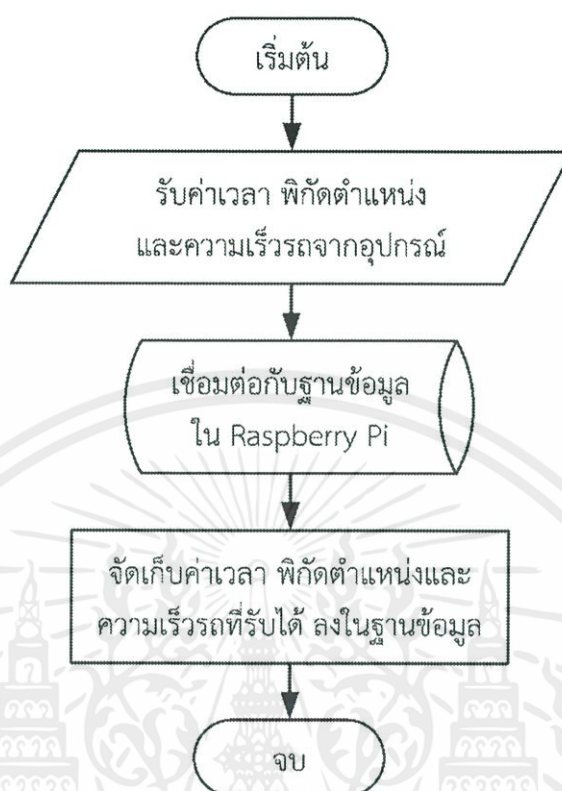 เริ่มต้น
รับค่าเวลา พิกัดตำแหน่ง
และความเร็วรถจากอุปกรณ์
เชื่อมต่อกับฐานข้อมูล
ใน Raspberry Pi
จัดเก็บค่าเวลา พิกัดตำแหน่งและ
ความเร็วรถที่รับได้ ลงในฐานข้อมูล
จบ